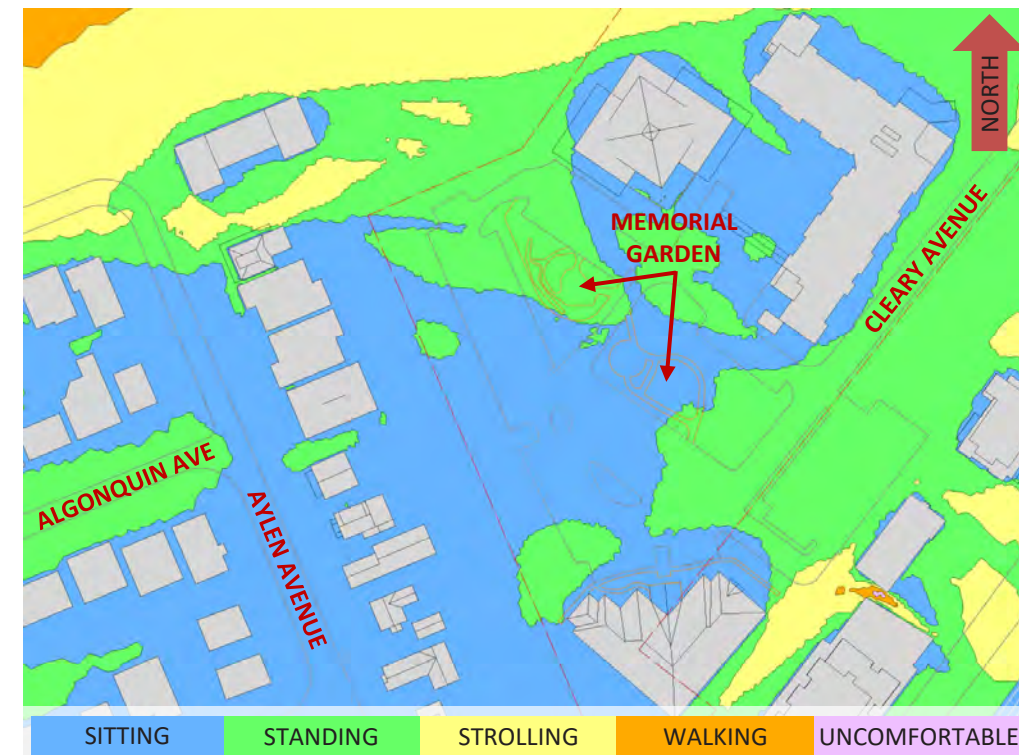 NORTH
MEMORIAL
GARDEN
CLEARY AVENUE
ALGONQUIN AVE
AYLEN AVENUE
SITTING STANDING STROLLING WALKING UNCOMFORTABLE